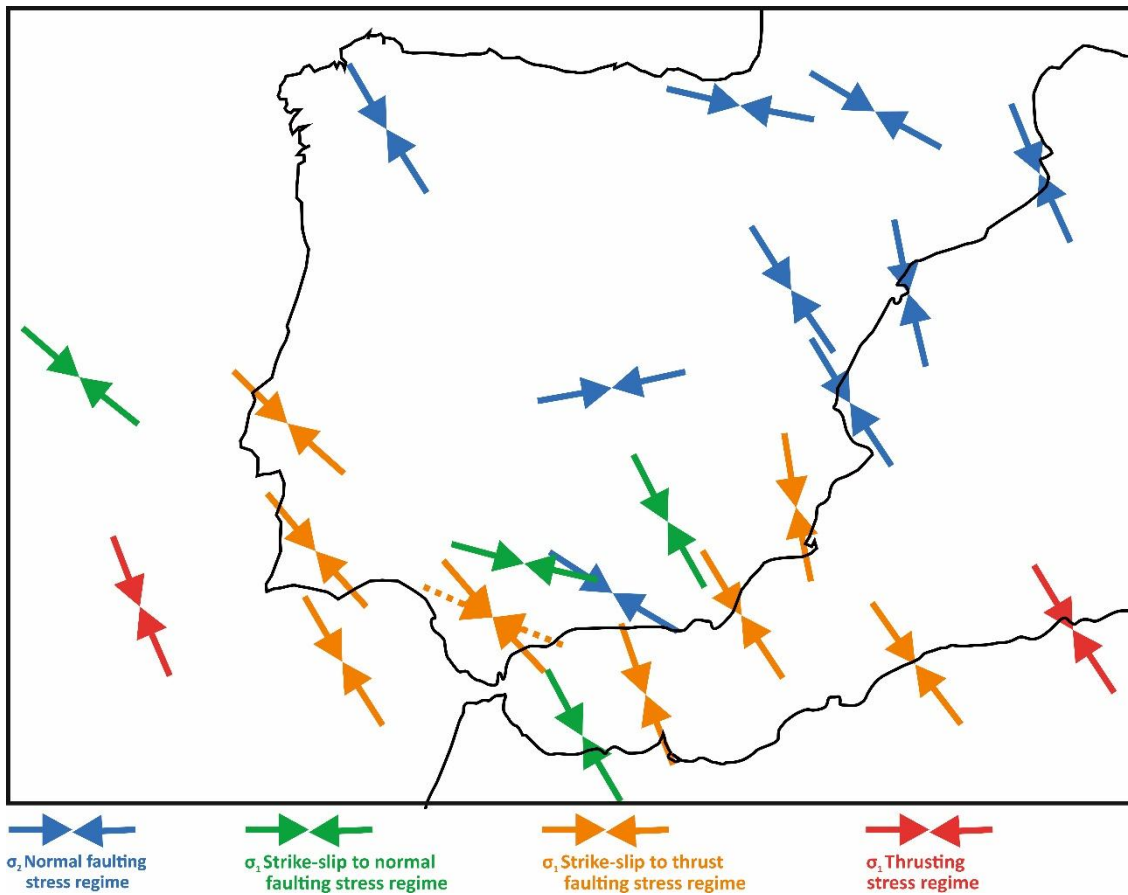 σ₂ Normal faulting
stress regime
σ₁ Strike-slip to normal
faulting stress regime
σ₁ Strike-slip to thrust
faulting stress regime
σ₁ Thrusting
stress regime